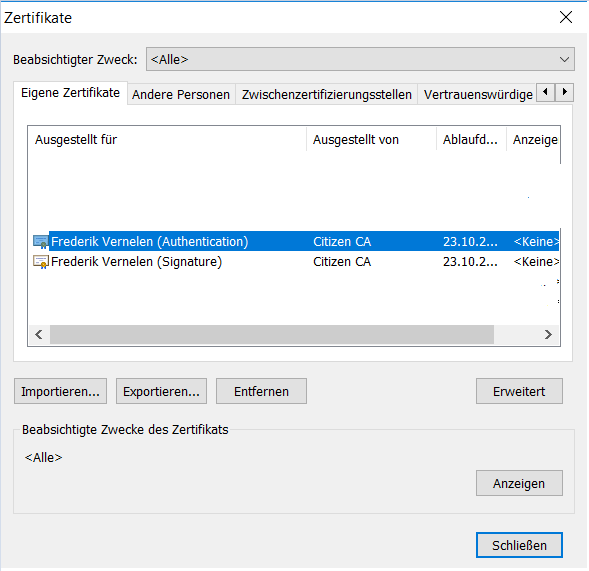 Zertifikate
Beabsichtigter Zweck: <Alle>
Eigene Zertifikate Andere Personen Zwischenzertifizierungsstellen Vertrauenswürdige
Ausgestellt für Ausgestellt von Ablaufd... Anzeige
Frederik Vernelen (Authentication) Citizen CA 23.10.2... <Keine>
Frederik Vernelen (Signature) Citizen CA 23.10.2... <Keine>
Importieren... Exportieren... Entfernen Erweitert
Beabsichtigte Zwecke des Zertifikats
<Alle>
Anzeigen
Schließen